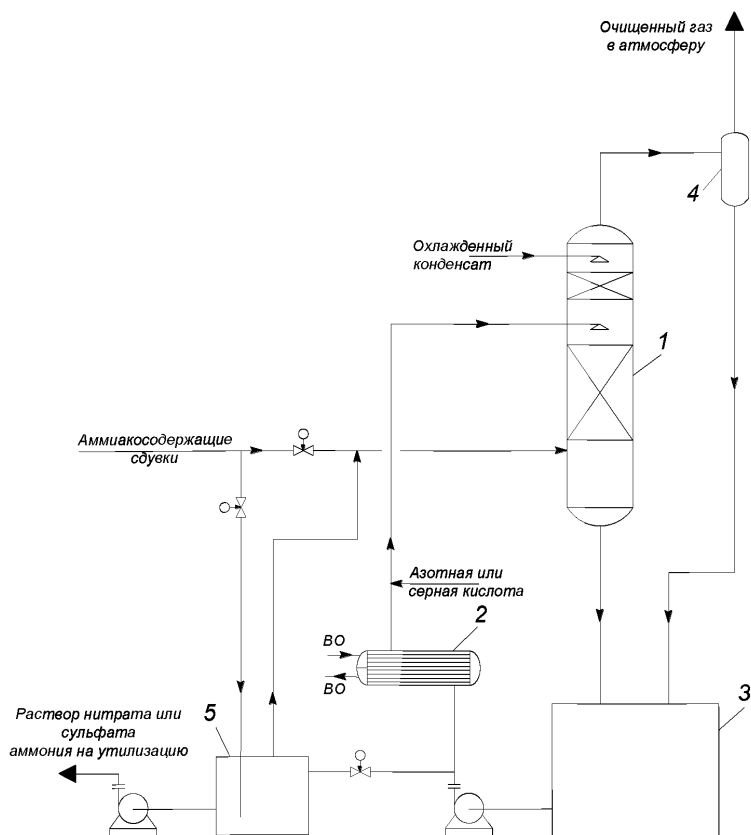 Очищенный газ
в атмосферу
4
Охлажденный
конденсат
1
Аммиакосодержащие
сдувки
Азотная или
серная кислота
2
ВО
ВО
3
Раствор нитрата или
сульфата
аммония на утилизацию
5